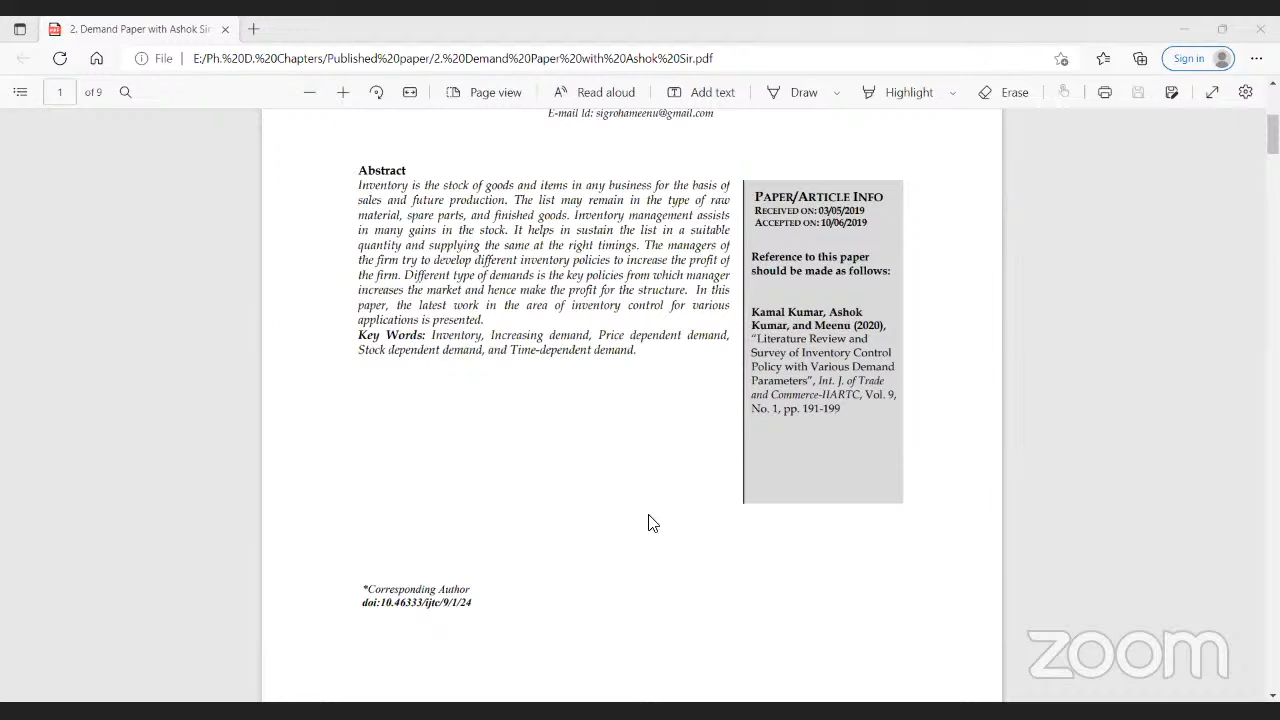 2. Demand Paper with Ashok Sir
File
E:/Ph.%20D.%20Chapters/Published%20paper/2.%20Demand%20Paper%20with%20Ashok%20Sir.pdf
Sign in
1 of 9
Page view
Read aloud
Add text
Draw
Highlight
Erase
E-mail Id: sigrohameenu@gmail.com
Abstract
Inventory is the stock of goods and items in any business for the basis of
sales and future production. The list may remain in the type of raw
material, spare parts, and finished goods. Inventory management assists
in many gains in the stock. It helps in sustain the list in a suitable
quantity and supplying the same at the right timings. The managers of
the firm try to develop different inventory policies to increase the profit of
the firm. Different type of demands is the key policies from which manager
increases the market and hence make the profit for the structure. In this
paper, the latest work in the area of inventory control for various
applications is presented.
Key Words: Inventory, Increasing demand, Price dependent demand,
Stock dependent demand, and Time-dependent demand.
PAPER/ARTICLE INFO
RECEIVED ON: 03/05/2019
ACCEPTED ON: 10/06/2019
Reference to this paper
should be made as follows:
Kamal Kumar, Ashok
Kumar, and Meenu (2020),
“Literature Review and
Survey of Inventory Control
Policy with Various Demand
Parameters”, Int. J. of Trade
and Commerce-IIARTC, Vol. 9,
No. 1, pp. 191-199
*Corresponding Author
doi:10.46333/ijtc/9/1/24
zoom